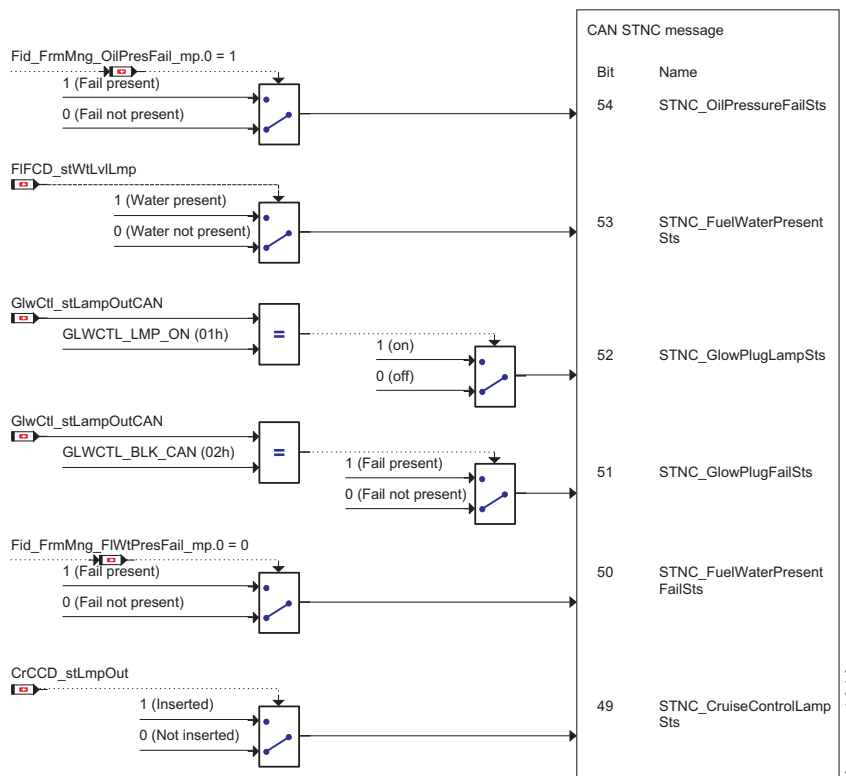 CAN STNC message
Bit Name
Fid_FrmMng_OilPresFail_mp.0 = 1
1 (Fail present)
0 (Fail not present)
54 STNC_OilPressureFailSts
FlFCD_stWtLvlLmp
1 (Water present)
0 (Water not present)
53 STNC_FuelWaterPresent
Sts
GlwCtl_stLampOutCAN
GLWCTL_LMP_ON (01h)
=
1 (on)
0 (off)
52 STNC_GlowPlugLampSts
GlwCtl_stLampOutCAN
GLWCTL_BLK_CAN (02h)
=
1 (Fail present)
0 (Fail not present)
51 STNC_GlowPlugFailSts
Fid_FrmMng_FlWtPresFail_mp.0 = 0
1 (Fail present)
0 (Fail not present)
50 STNC_FuelWaterPresent
FailSts
CrCCD_stLmpOut
1 (Inserted)
0 (Not inserted)
49 STNC_CruiseControlLamp
Sts